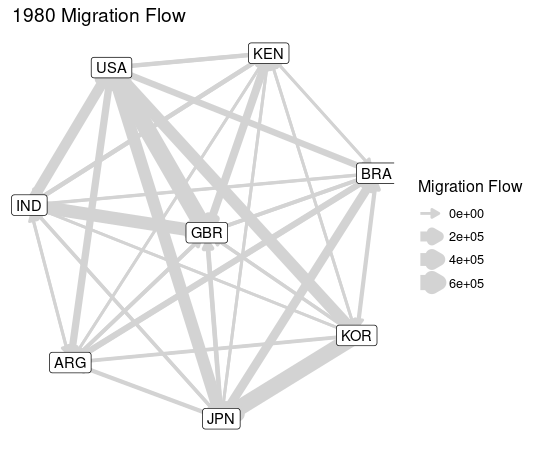 1980 Migration Flow
KEN
USA
BRA
Migration Flow
IND
0e+00
GBR
2e+05
4e+05
6e+05
KOR
ARG
JPN